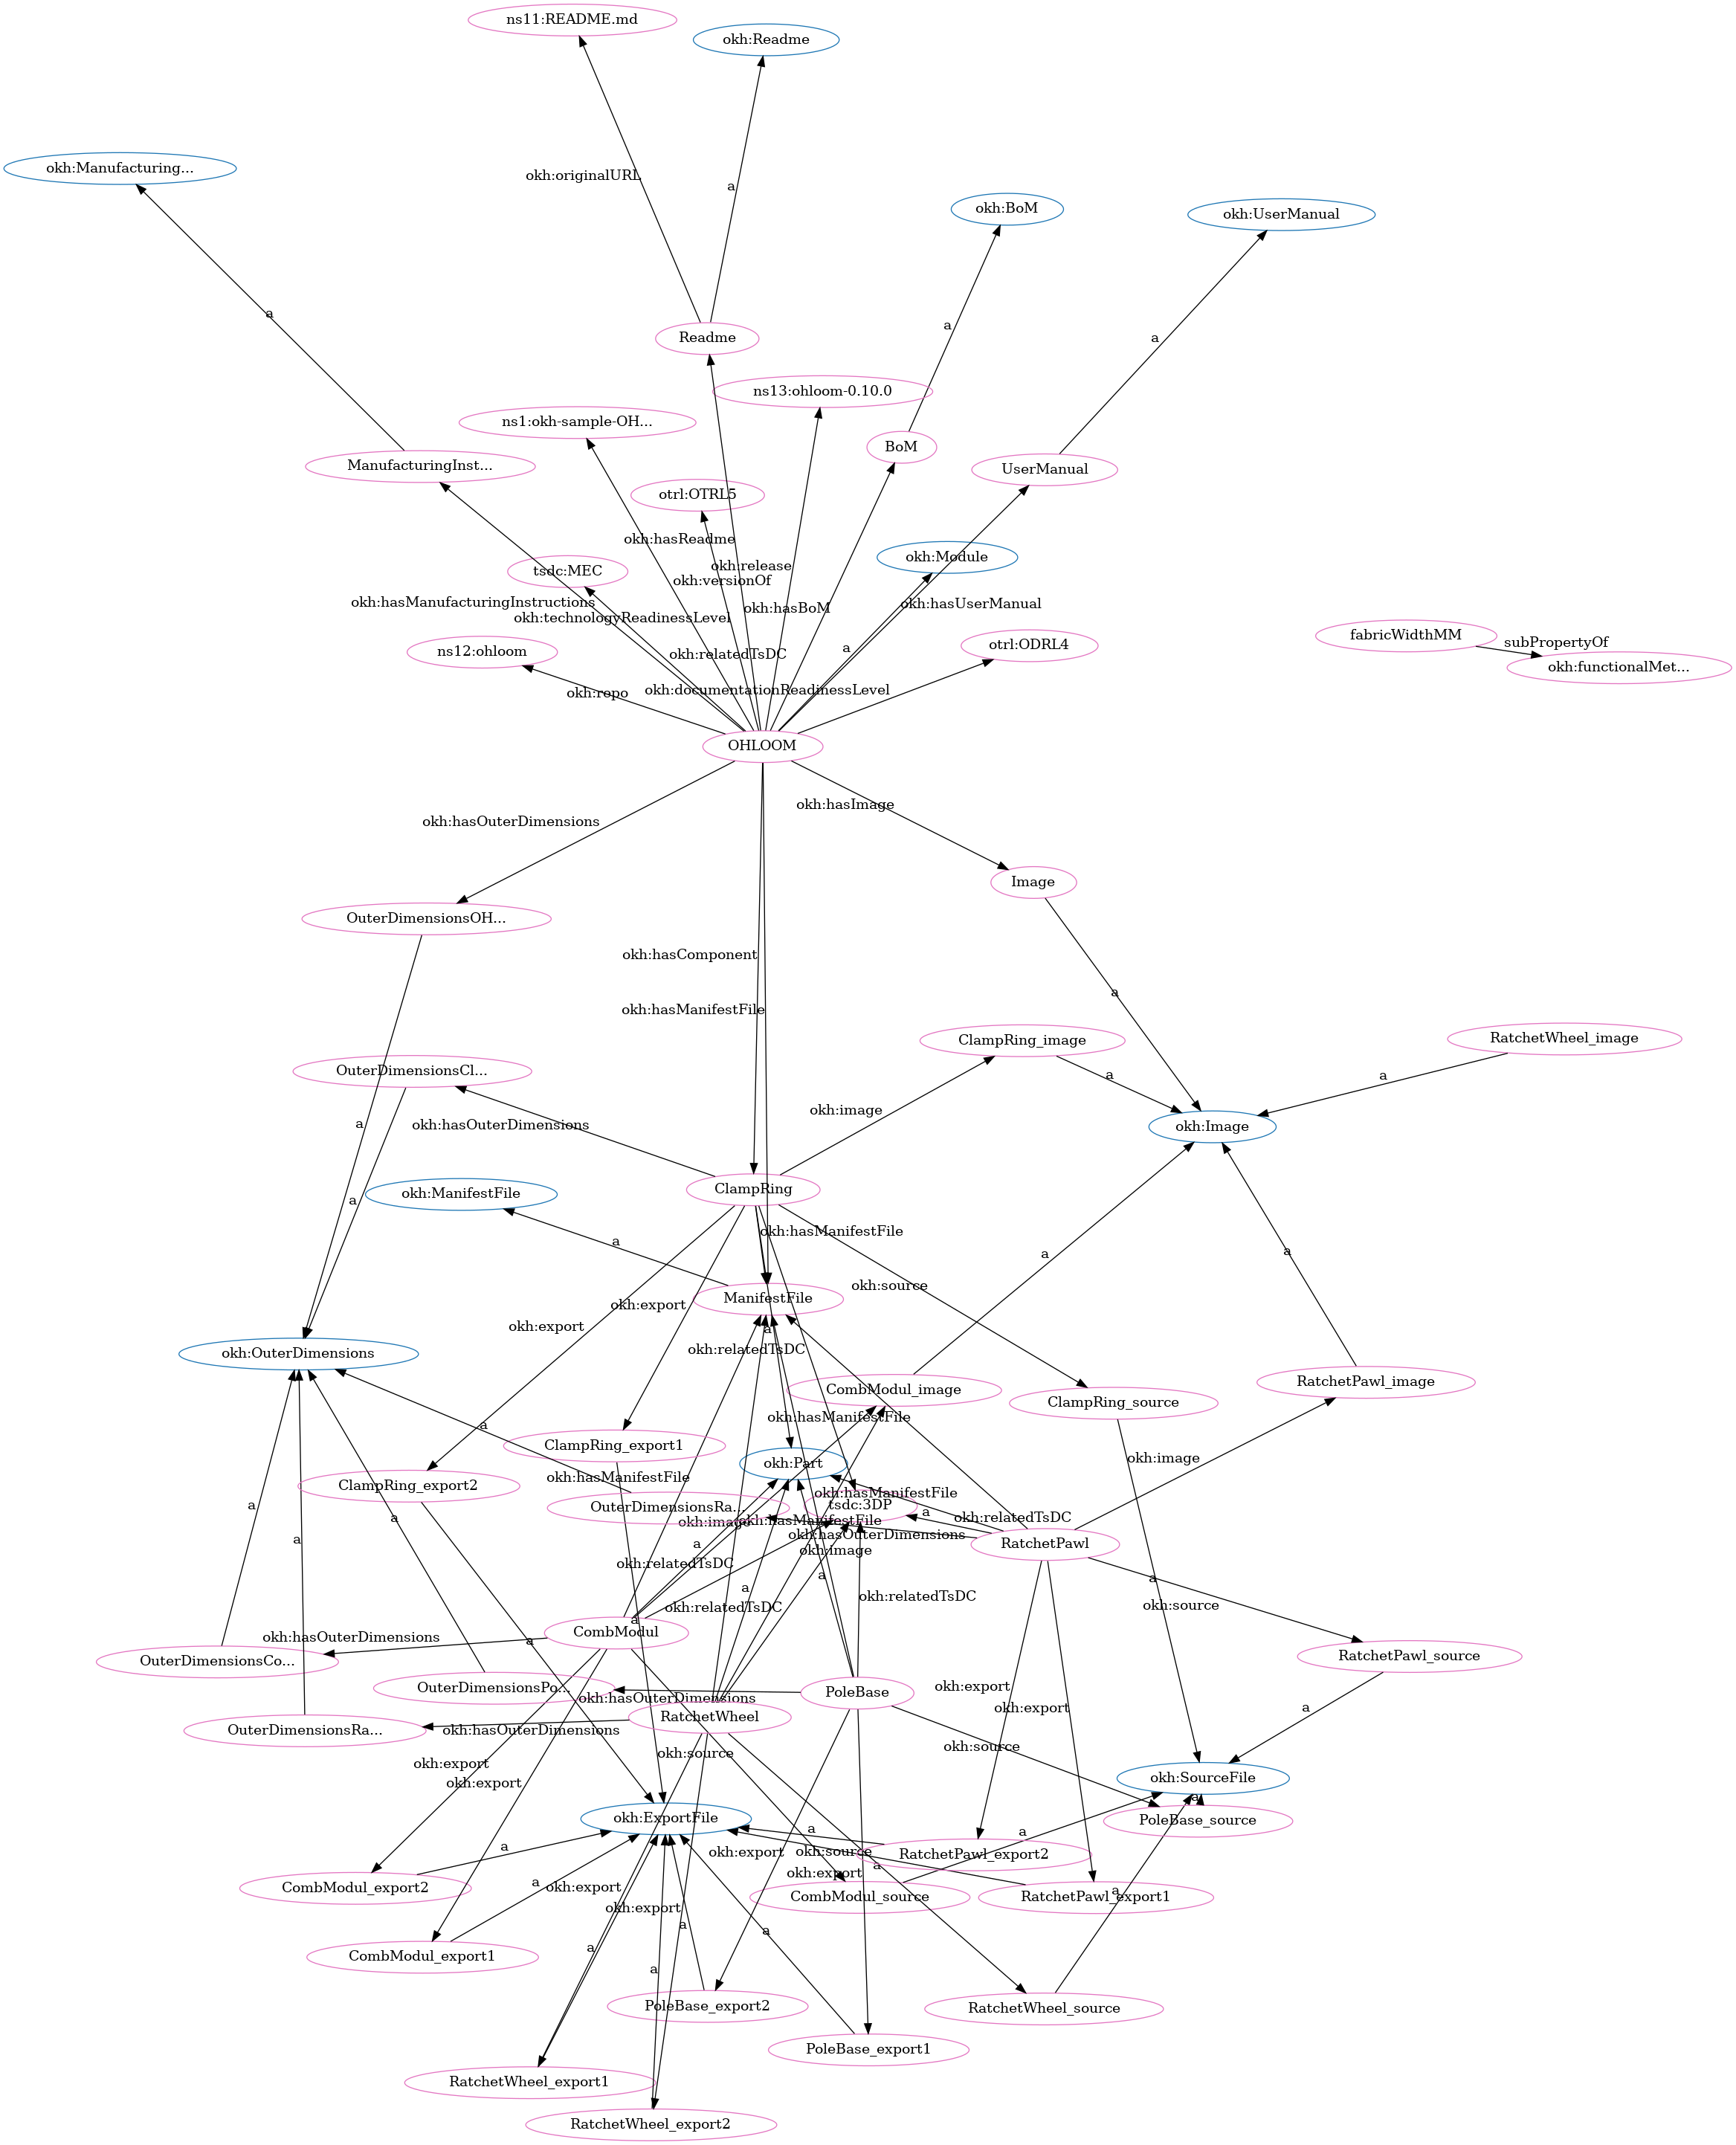 ns11:README.md
okh:Readme
okh:Manufacturing...
okh:originalURL
a
okh:BoM
okh:UserManual
a
Readme
a
a
ns13:ohloom-0.10.0
ns1:okh-sample-OH...
BoM
ManufacturingInst...
UserManual
otrl:OTRL5
okh:hasReadme
okh:Module
okh:release
tsdc:MEC
okh:versionOf
okh:hasManufacturingInstructions
okh:hasBoM
okh:hasUserManual
okh:technologyReadinessLevel
fabricWidthMM
subPropertyOf
otrl:ODRL4
a
ns12:ohloom
okh:relatedTsDC
okh:functionalMet...
okh:repo
okh:documentationReadinessLevel
OHLOOM
okh:hasImage
okh:hasOuterDimensions
Image
OuterDimensionsOH...
okh:hasComponent
a
okh:hasManifestFile
ClampRing_image
RatchetWheel_image
OuterDimensionsCl...
a
a
okh:image
a
okh:hasOuterDimensions
okh:Image
ClampRing
okh:ManifestFile
a
okh:hasManifestFile
a
a
a
okh:source
ManifestFile
okh:export
okh:export
a
okh:relatedTsDC
okh:OuterDimensions
RatchetPawl_image
CombModul_image
ClampRing_source
okh:hasManifestFile
a
ClampRing_export1
okh:image
okh:Part
okh:hasManifestFile
ClampRing_export2
okh:hasManifestFile
a
OuterDimensionsRa...
tsdc:3DP
a
a
okh:relatedTsDC
okh:image
okh:hasManifestFile
okh:hasOuterDimensions
a
a
RatchetPawl
okh:image
okh:relatedTsDC
a
a
a
okh:relatedTsDC
okh:relatedTsDC
okh:source
a
CombModul
okh:hasOuterDimensions
a
RatchetPawl_source
OuterDimensionsCo...
okh:export
OuterDimensionsPo...
PoleBase
okh:hasOuterDimensions
okh:export
a
RatchetWheel
OuterDimensionsRa...
okh:hasOuterDimensions
okh:source
okh:source
okh:export
okh:SourceFile
okh:export
a
okh:ExportFile
PoleBase_source
a
a
a
okh:export
okh:source
RatchetPawl_export2
a
okh:export
CombModul_export2
a
okh:export
CombModul_source
RatchetPawl_export1
a
okh:export
a
a
a
CombModul_export1
a
PoleBase_export2
RatchetWheel_source
PoleBase_export1
RatchetWheel_export1
RatchetWheel_export2